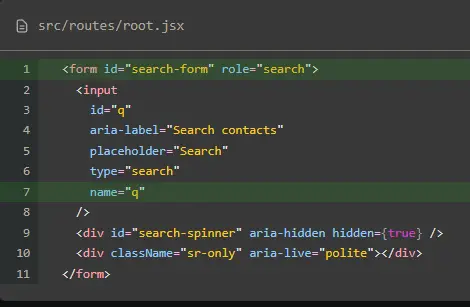 src/routes/root.jsx
1 <form id="search-form" role="search">
2 <input
3 id="q"
4 aria-label="Search contacts"
5 placeholder="Search"
6 type="search"
7 name="q"
8 />
9 <div id="search-spinner" aria-hidden hidden={true} />
10 <div className="sr-only" aria-live="polite"></div>
11 </form>